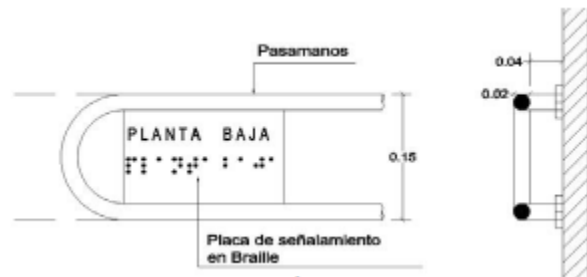 Pasamanos
0.04
0.02
PLANTA BAJA
0.15
Placa de señalamiento
en Braille